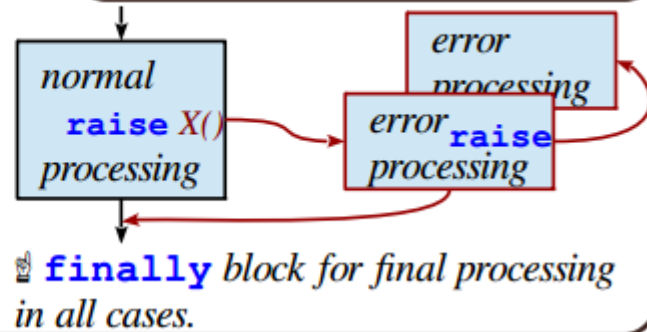 normal
raise X()
processing
error
processing
error raise
processing
☝ finally block for final processing
in all cases.